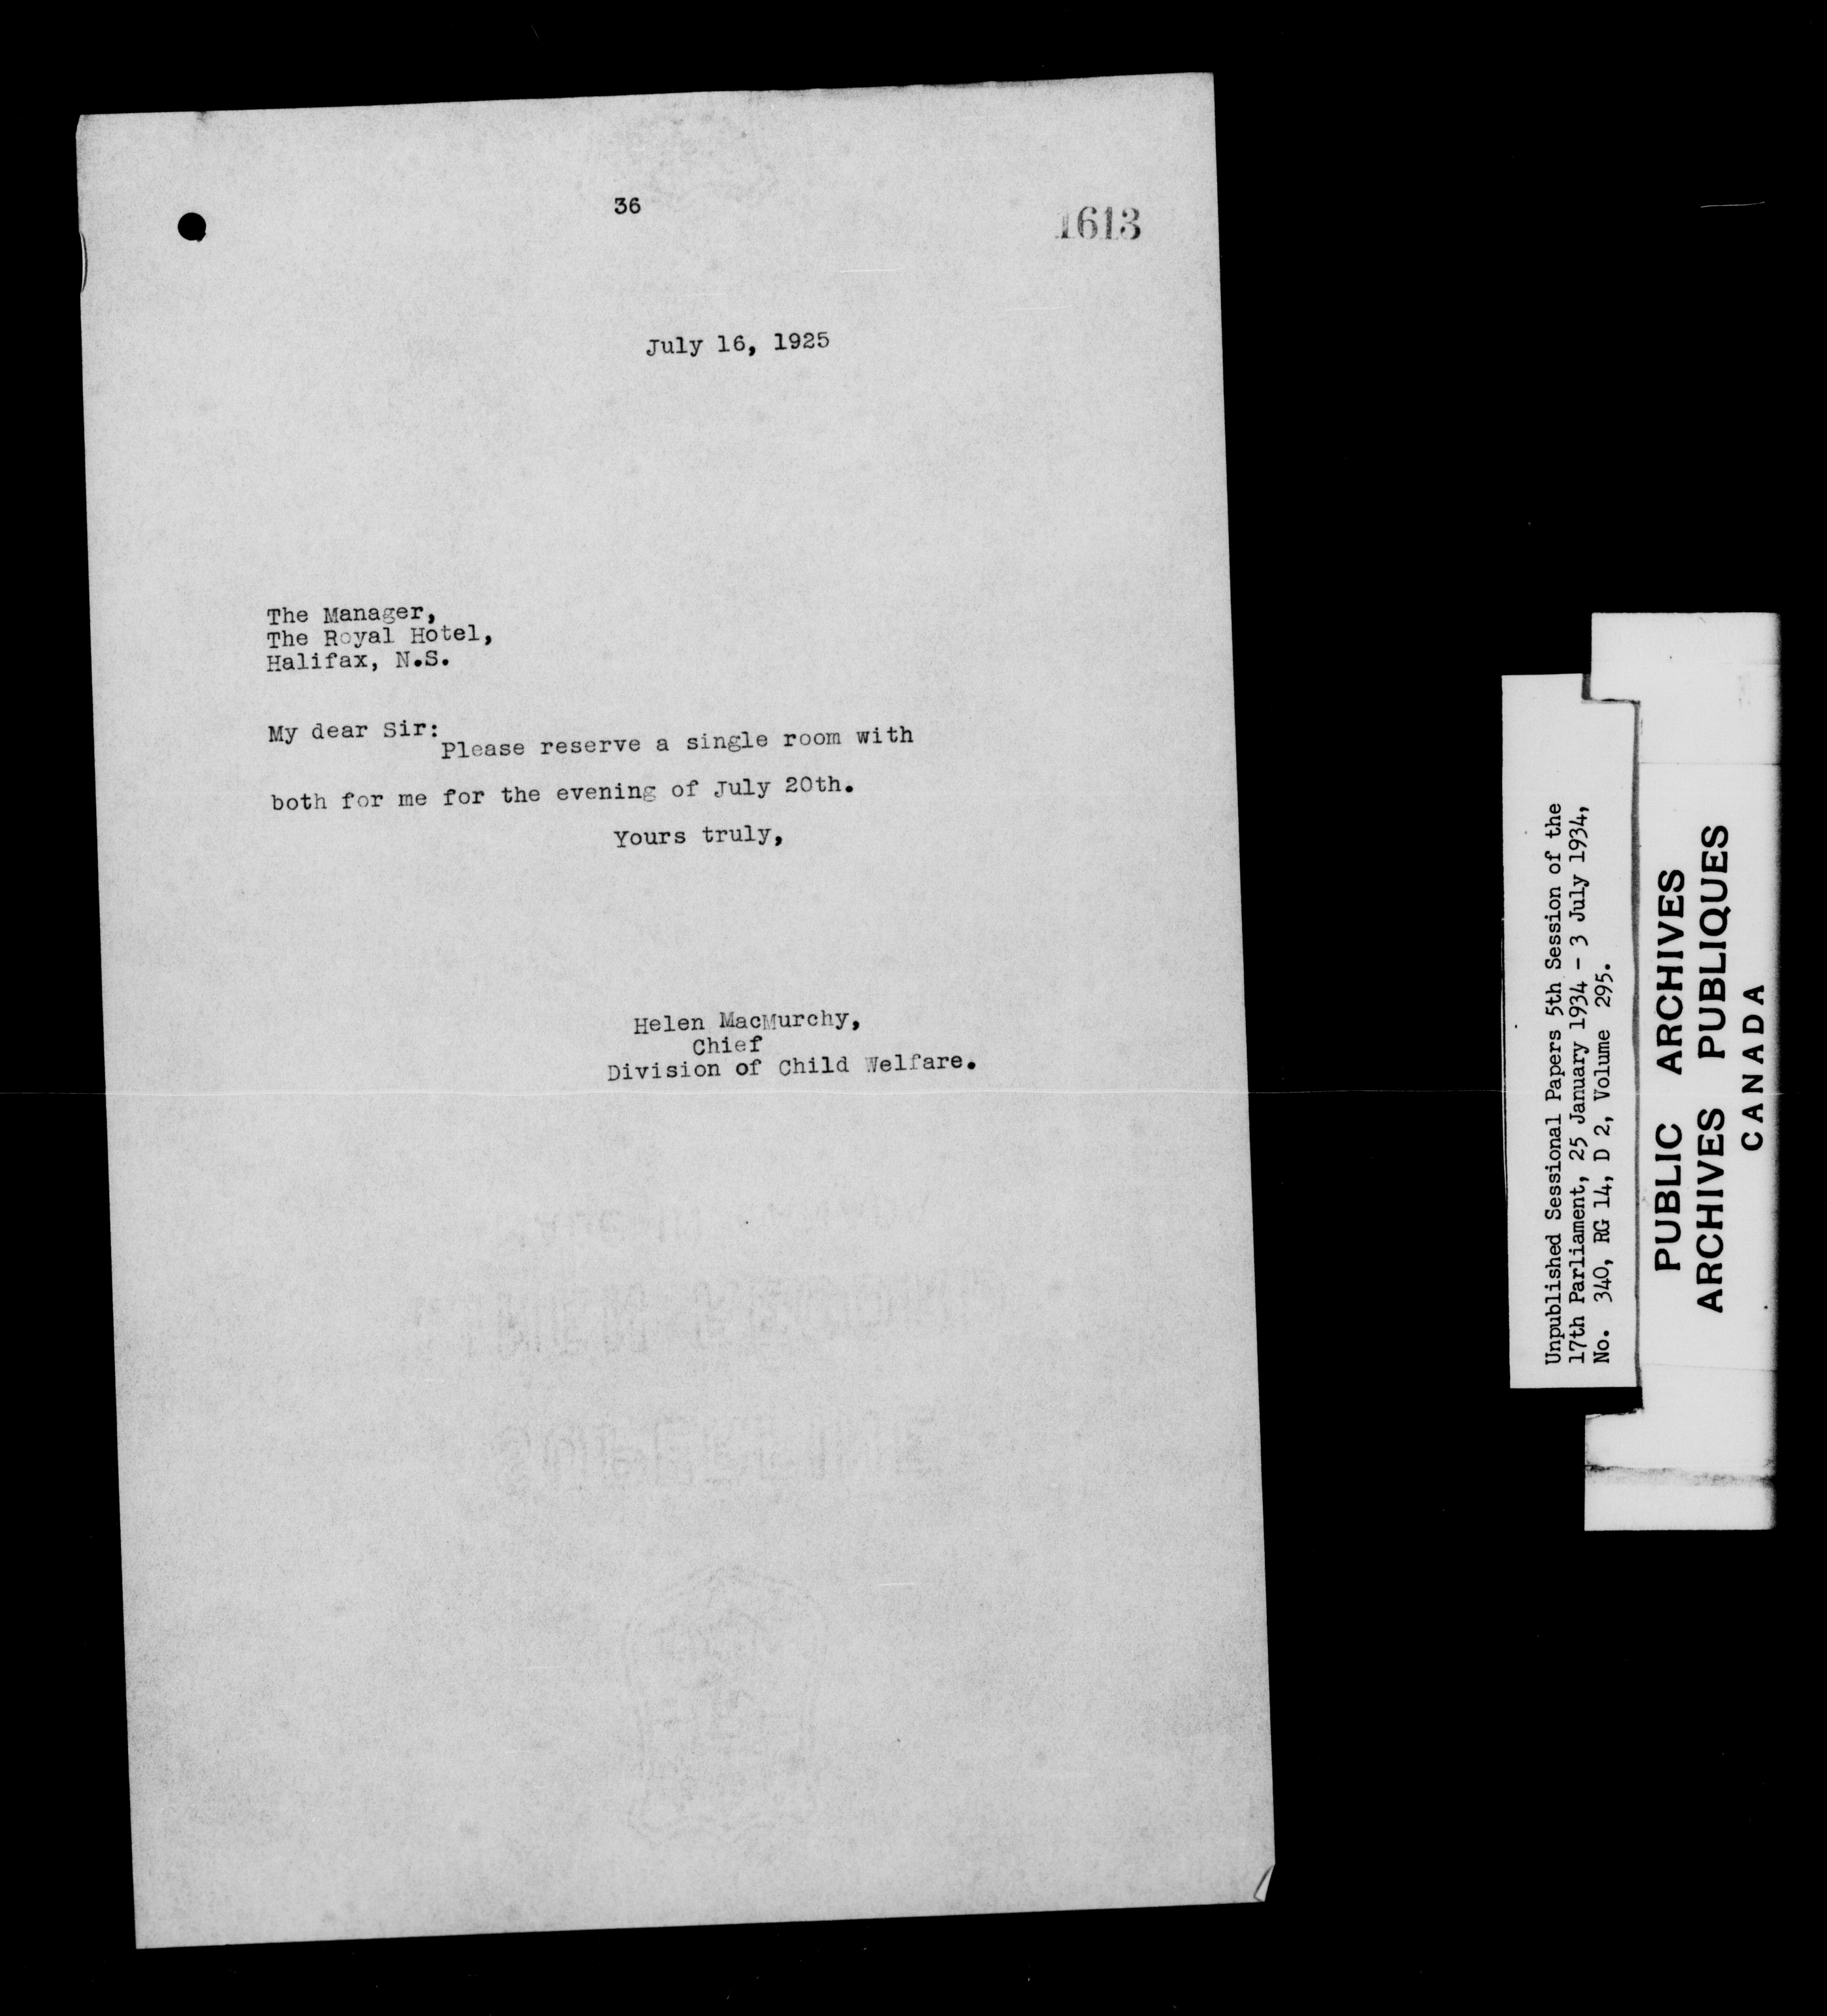 36
1613
July 16, 1925
The Manager,
The Royal Hotel,
Halifax, N.S.
My dear Sir:
Please reserve a single room with
both for me for the evening of July 20th.
Yours truly,
Helen MacMurchy,
Chief
Division of Child Welfare.
Unpublished Sessional Papers 5th Session of the
17th Parliament, 25 January 1934 - 3 July 1934,
No. 340, RG 14, D 2, Volume 295.
PUBLIC ARCHIVES
ARCHIVES PUBLIQUES
CANADA